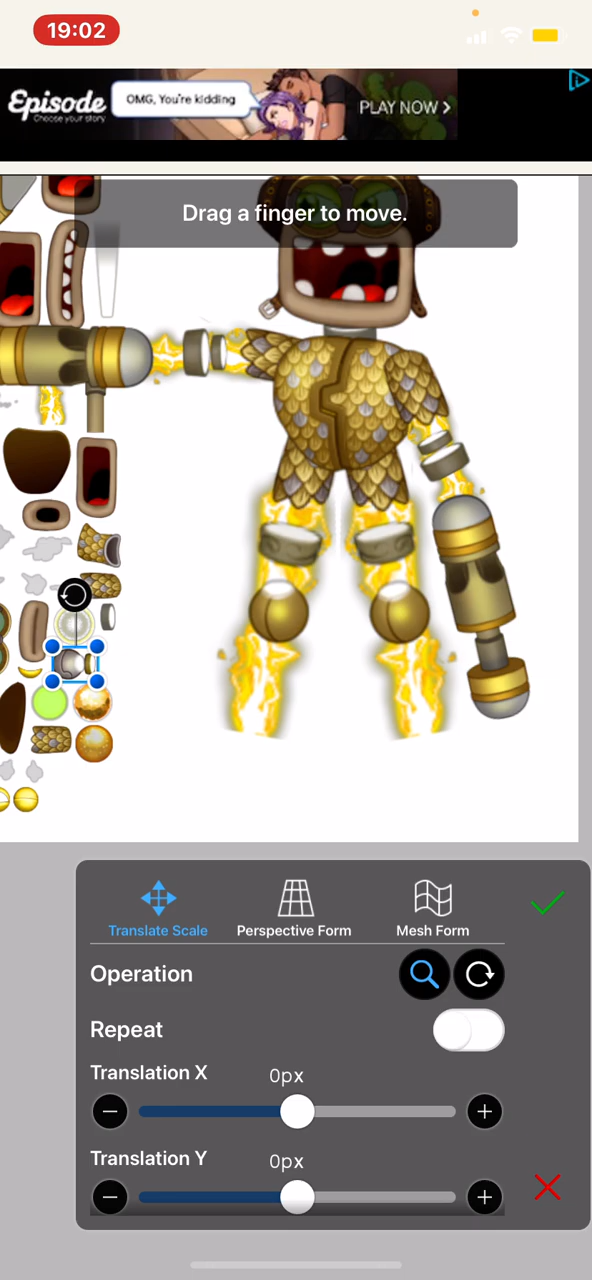 19:02
Episode
Choose your story
OMG, You're kidding
PLAY NOW >
Drag a finger to move.
Translate Scale
Perspective Form
Mesh Form
Operation
Repeat
Translation X
0px
Translation Y
0px